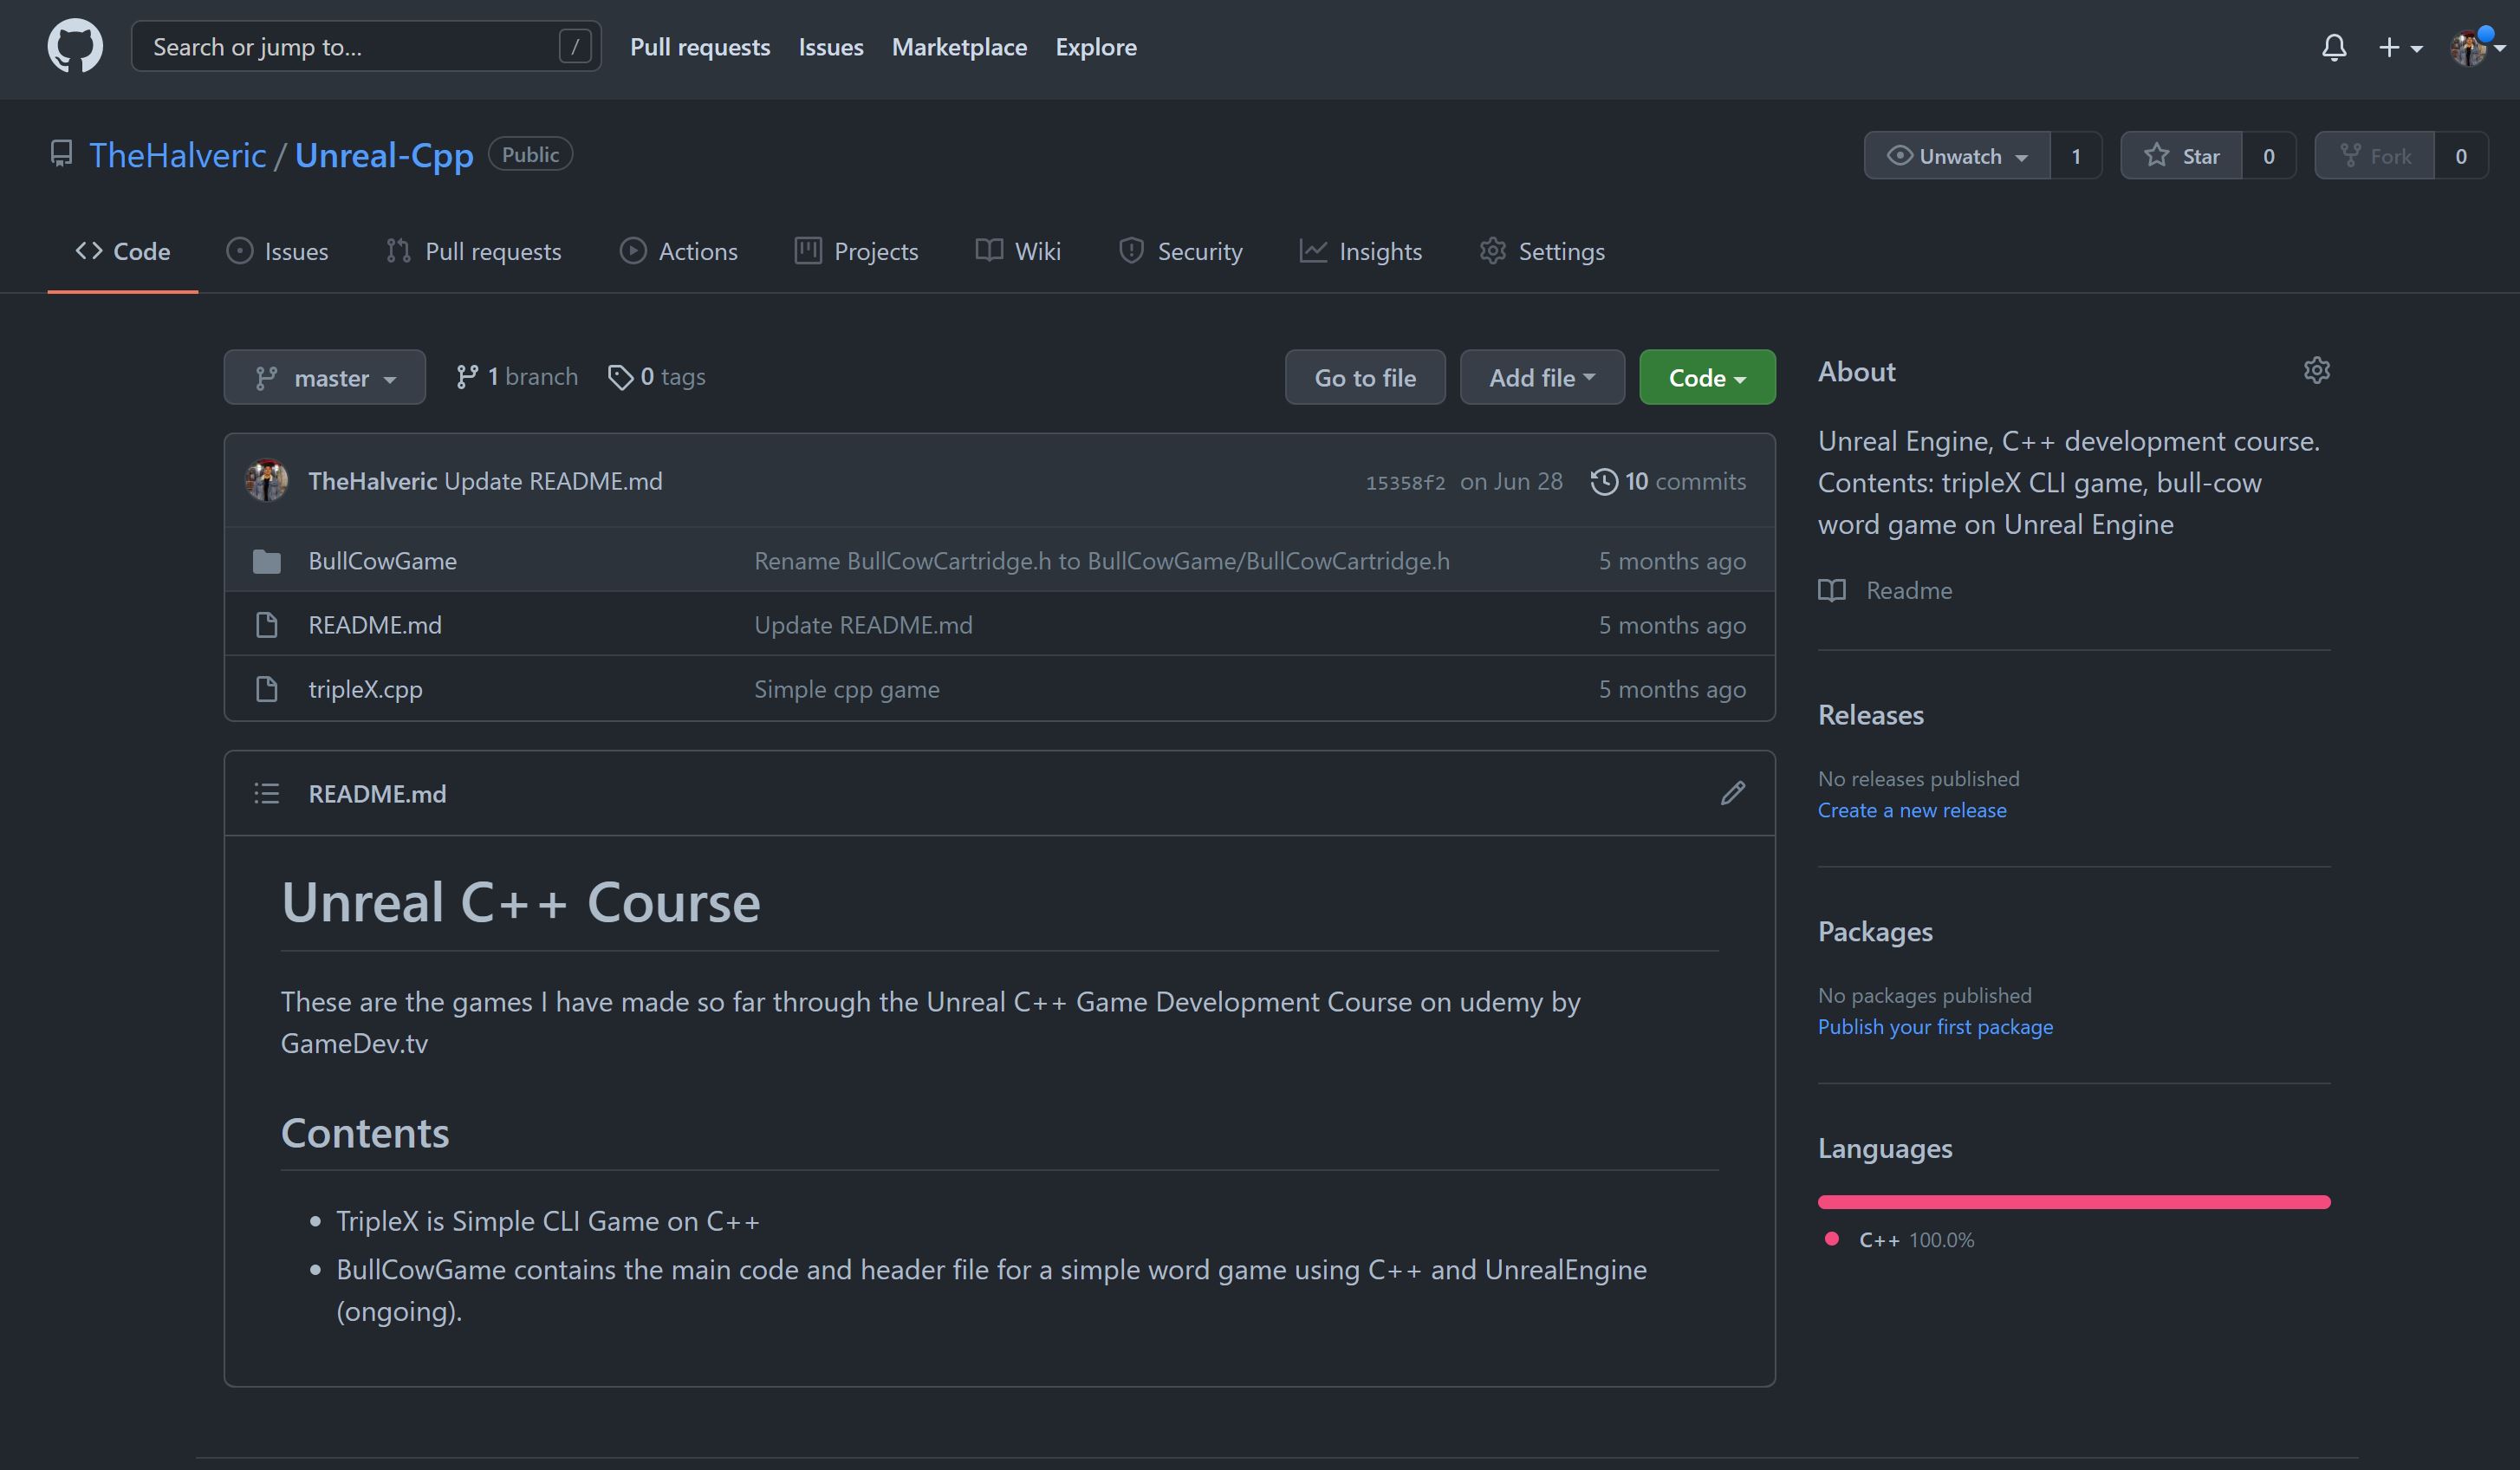 Search or jump to... /
Pull requests Issues Marketplace Explore
TheHalveric / Unreal-Cpp Public
Unwatch 1 Star 0 Fork 0
Code Issues Pull requests Actions Projects Wiki Security Insights Settings
master 1 branch 0 tags Go to file Add file Code
TheHalveric Update README.md 15358f2 on Jun 28 10 commits
BullCowGame Rename BullCowCartridge.h to BullCowGame/BullCowCartridge.h 5 months ago
README.md Update README.md 5 months ago
tripleX.cpp Simple cpp game 5 months ago
README.md
Unreal C++ Course
These are the games I have made so far through the Unreal C++ Game Development Course on udemy by
GameDev.tv
Contents
TripleX is Simple CLI Game on C++
BullCowGame contains the main code and header file for a simple word game using C++ and UnrealEngine
(ongoing).
About
Unreal Engine, C++ development course.
Contents: tripleX CLI game, bull-cow
word game on Unreal Engine
Readme
Releases
No releases published
Create a new release
Packages
No packages published
Publish your first package
Languages
C++ 100.0%